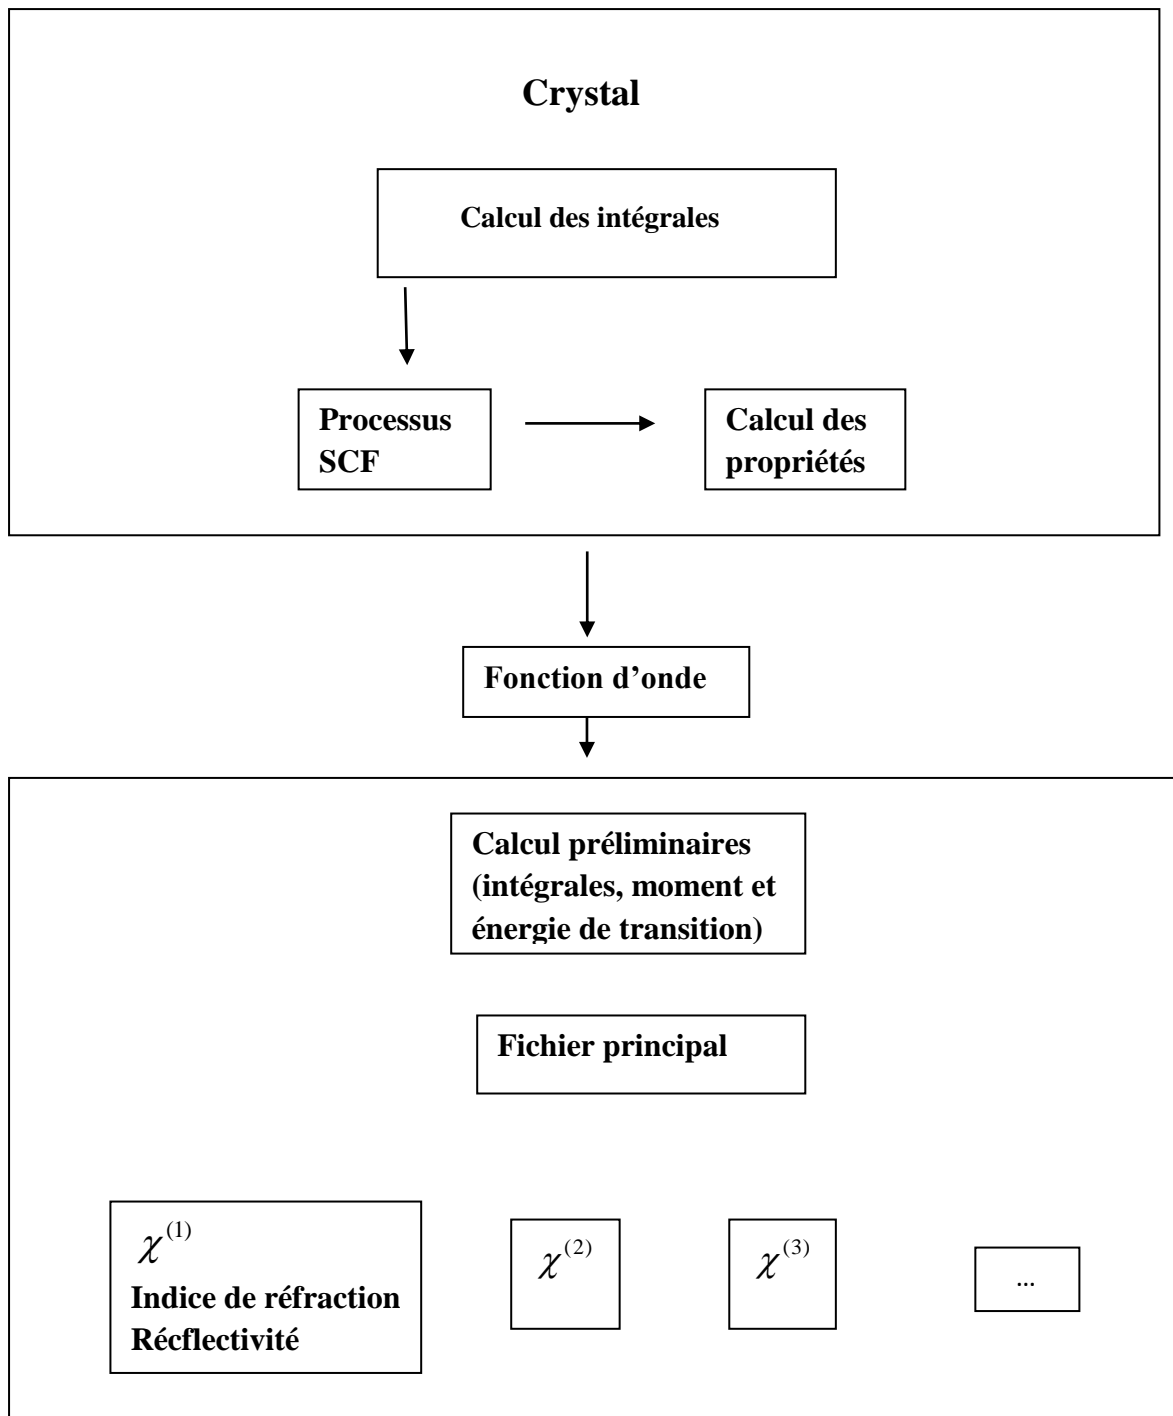 Crystal
Calcul des intégrales
Processus
SCF
Calcul des
propriétés
Fonction d’onde
Calcul préliminaires
(intégrales, moment et
énergie de transition)
Fichier principal
χ⁽¹⁾
Indice de réfraction
Récflectivité
χ⁽²⁾
χ⁽³⁾
...